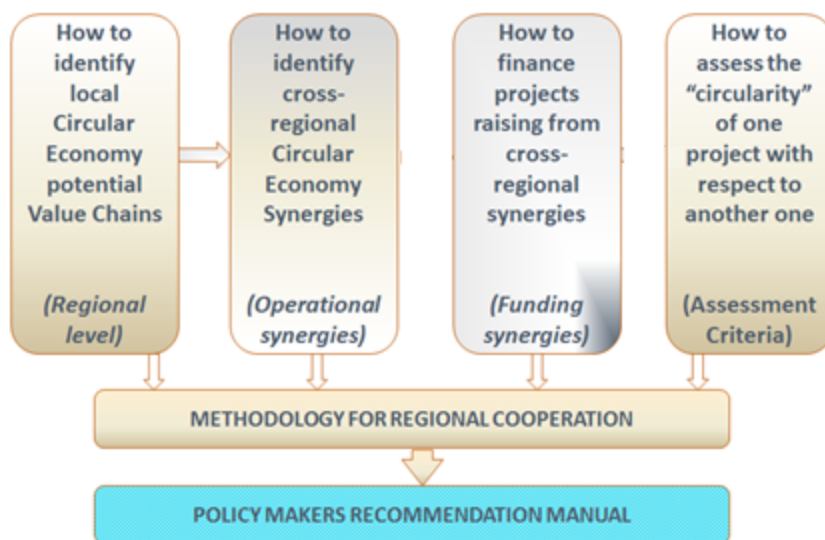 How to
identify
local
Circular
Economy
potential
Value Chains
(Regional
level)
How to
identify
cross-
regional
Circular
Economy
Synergies
(Operational
synergies)
How to
finance
projects
raising from
cross-
regional
synergies
(Funding
synergies)
How to
assess the
“circularity”
of one
project with
respect to
another one
(Assessment
Criteria)
METHODOLOGY FOR REGIONAL COOPERATION
POLICY MAKERS RECOMMENDATION MANUAL